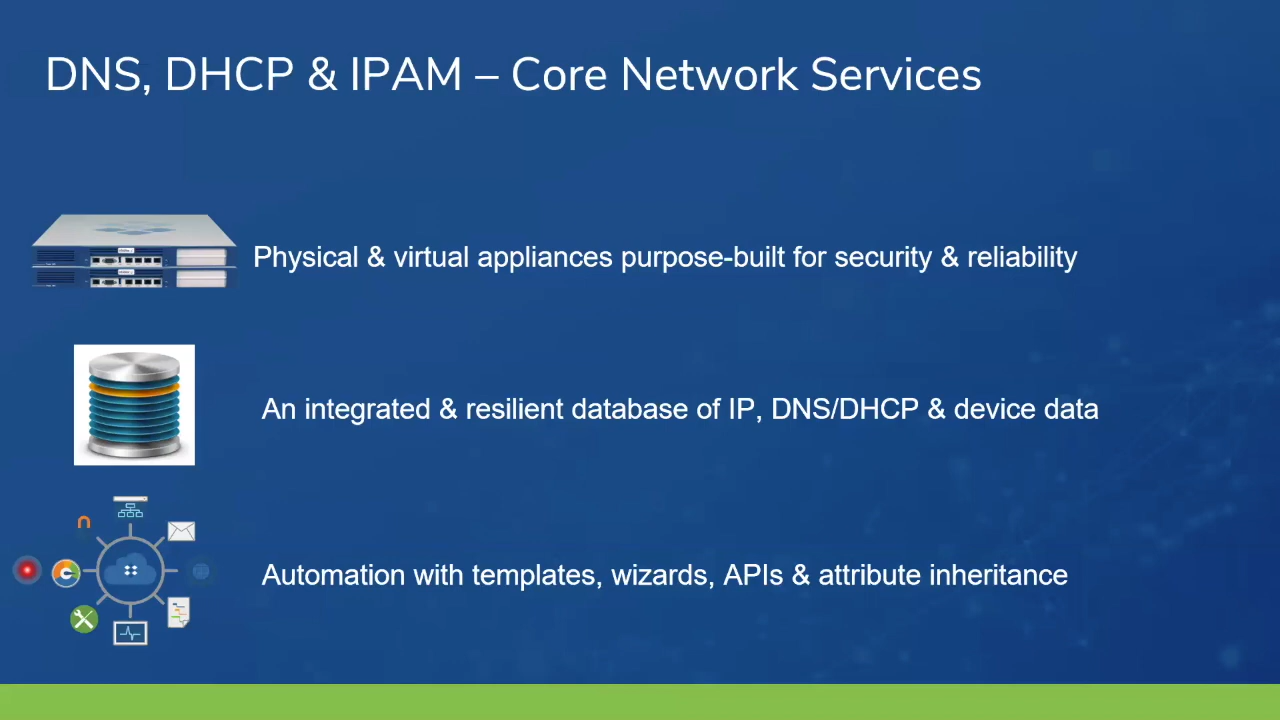 DNS, DHCP & IPAM – Core Network Services
Physical & virtual appliances purpose-built for security & reliability
An integrated & resilient database of IP, DNS/DHCP & device data
Automation with templates, wizards, APIs & attribute inheritance